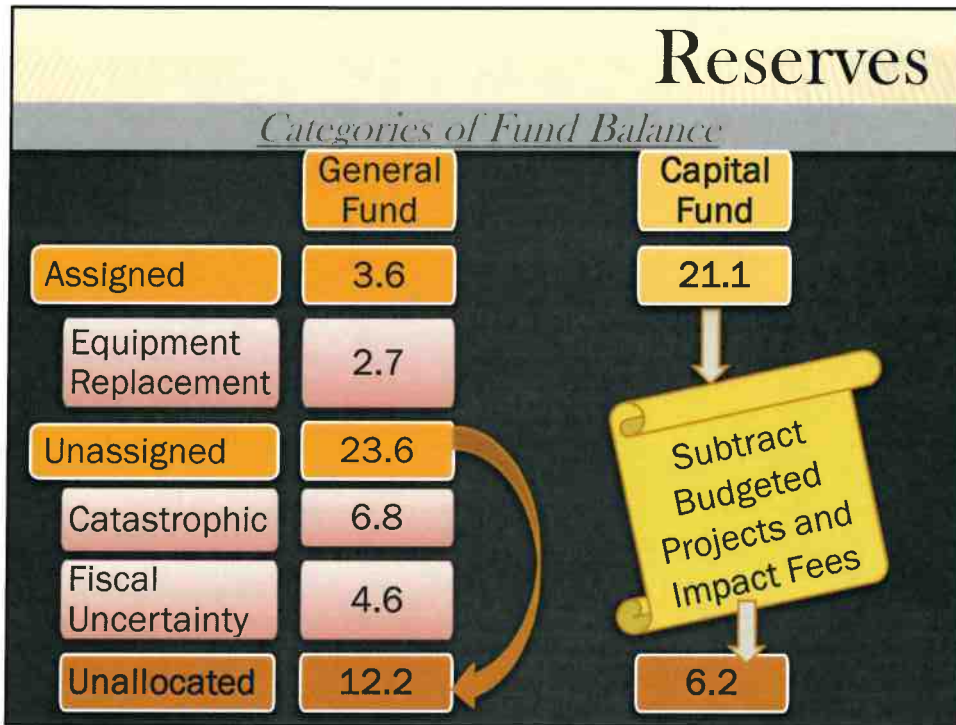 Reserves
Categories of Fund Balance
General
Fund
Capital
Fund
Assigned
3.6
21.1
Equipment
Replacement
2.7
Unassigned
23.6
Catastrophic
6.8
Fiscal
Uncertainty
4.6
Unallocated
12.2
Subtract
Budgeted
Projects and
Impact Fees
6.2